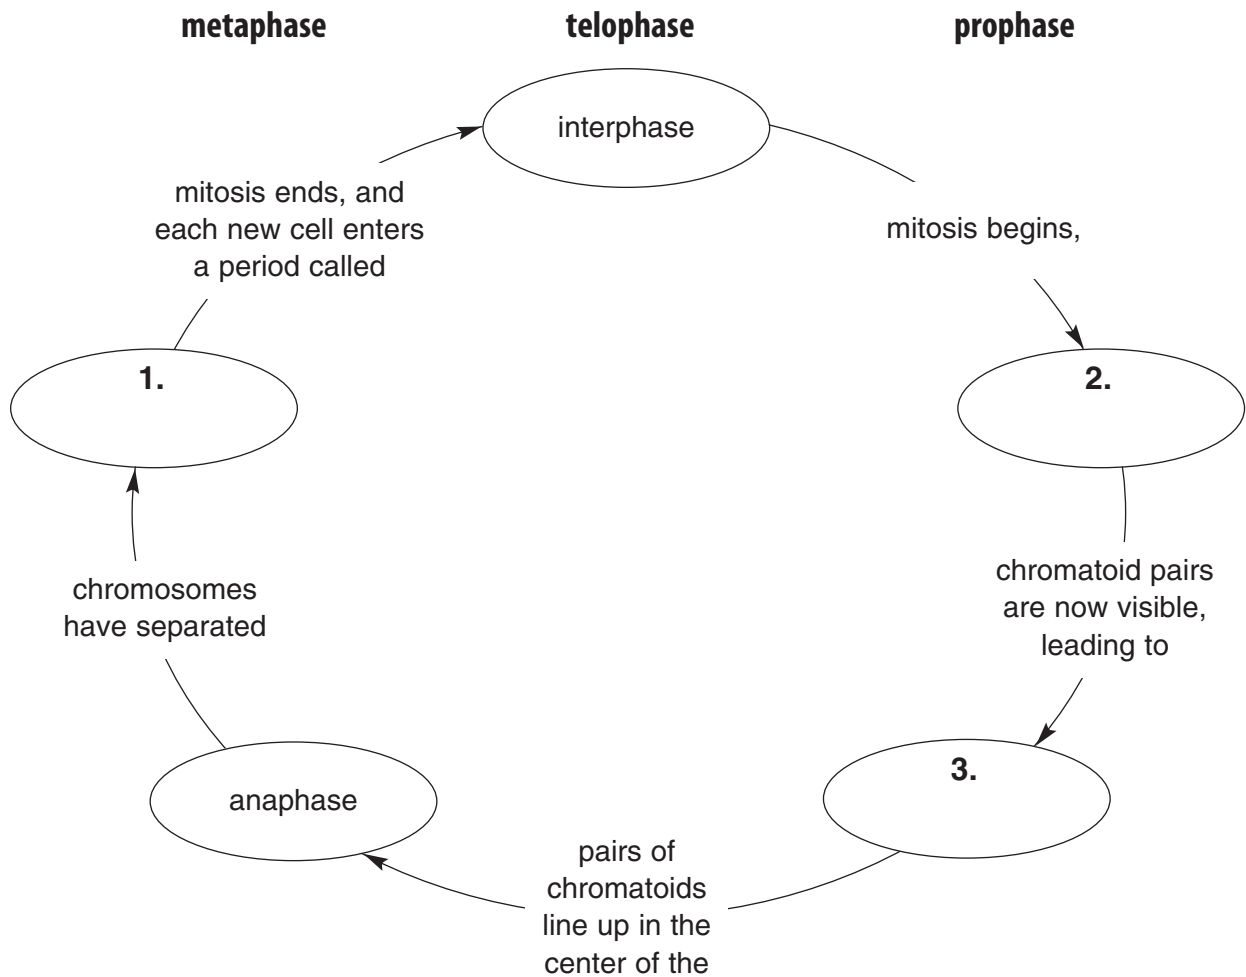 metaphase telophase prophase
interphase
mitosis ends, and
each new cell enters
a period called
mitosis begins,
1.
2.
chromosomes
have separated
chromatoid pairs
are now visible,
leading to
anaphase
3.
pairs of
chromatoids
line up in the
center of the